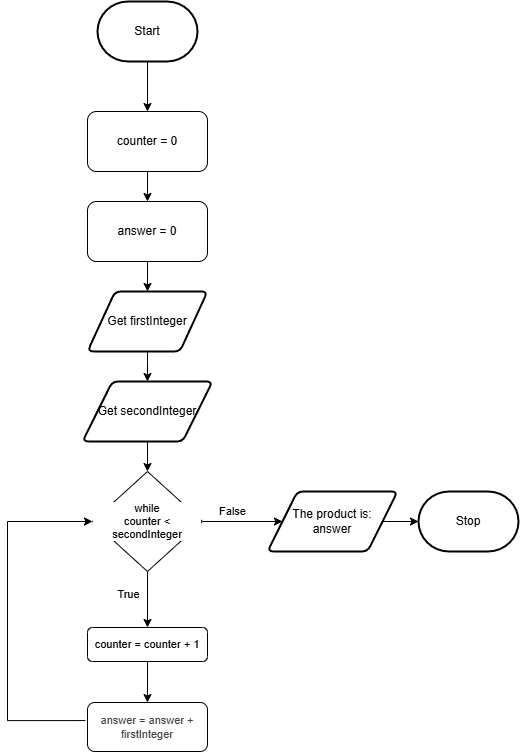 Start
counter = 0
answer = 0
Get firstInteger
Get secondInteger
while
counter <
secondInteger
False
The product is:
answer
Stop
True
counter = counter + 1
answer = answer +
firstInteger